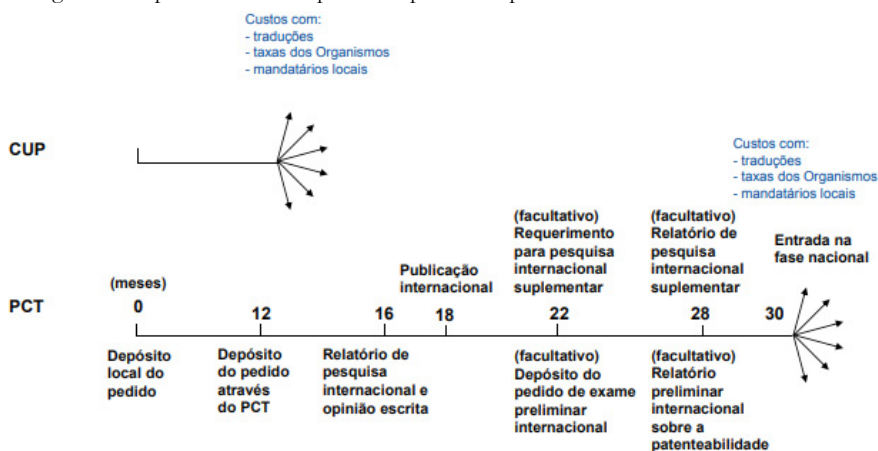 Custos com:
- traduções
- taxas dos Organismos
- mandatários locais
CUP
Custos com:
- traduções
- taxas dos Organismos
- mandatários locais
(facultativo)
Requerimento
para pesquisa
internacional
suplementar
(facultativo)
Relatório de
pesquisa
internacional
suplementar
Entrada na
fase nacional
Publicação
internacional
(meses)
PCT
0
12
16
18
22
28
30
Depósito
local do
pedido
Depósito
do pedido
através
do PCT
Relatório de
pesquisa
internacional e
opinião escrita
(facultativo)
Depósito do
pedido de exame
preliminar
internacional
(facultativo)
Relatório
preliminar
internacional
sobre a
patenteabilidade